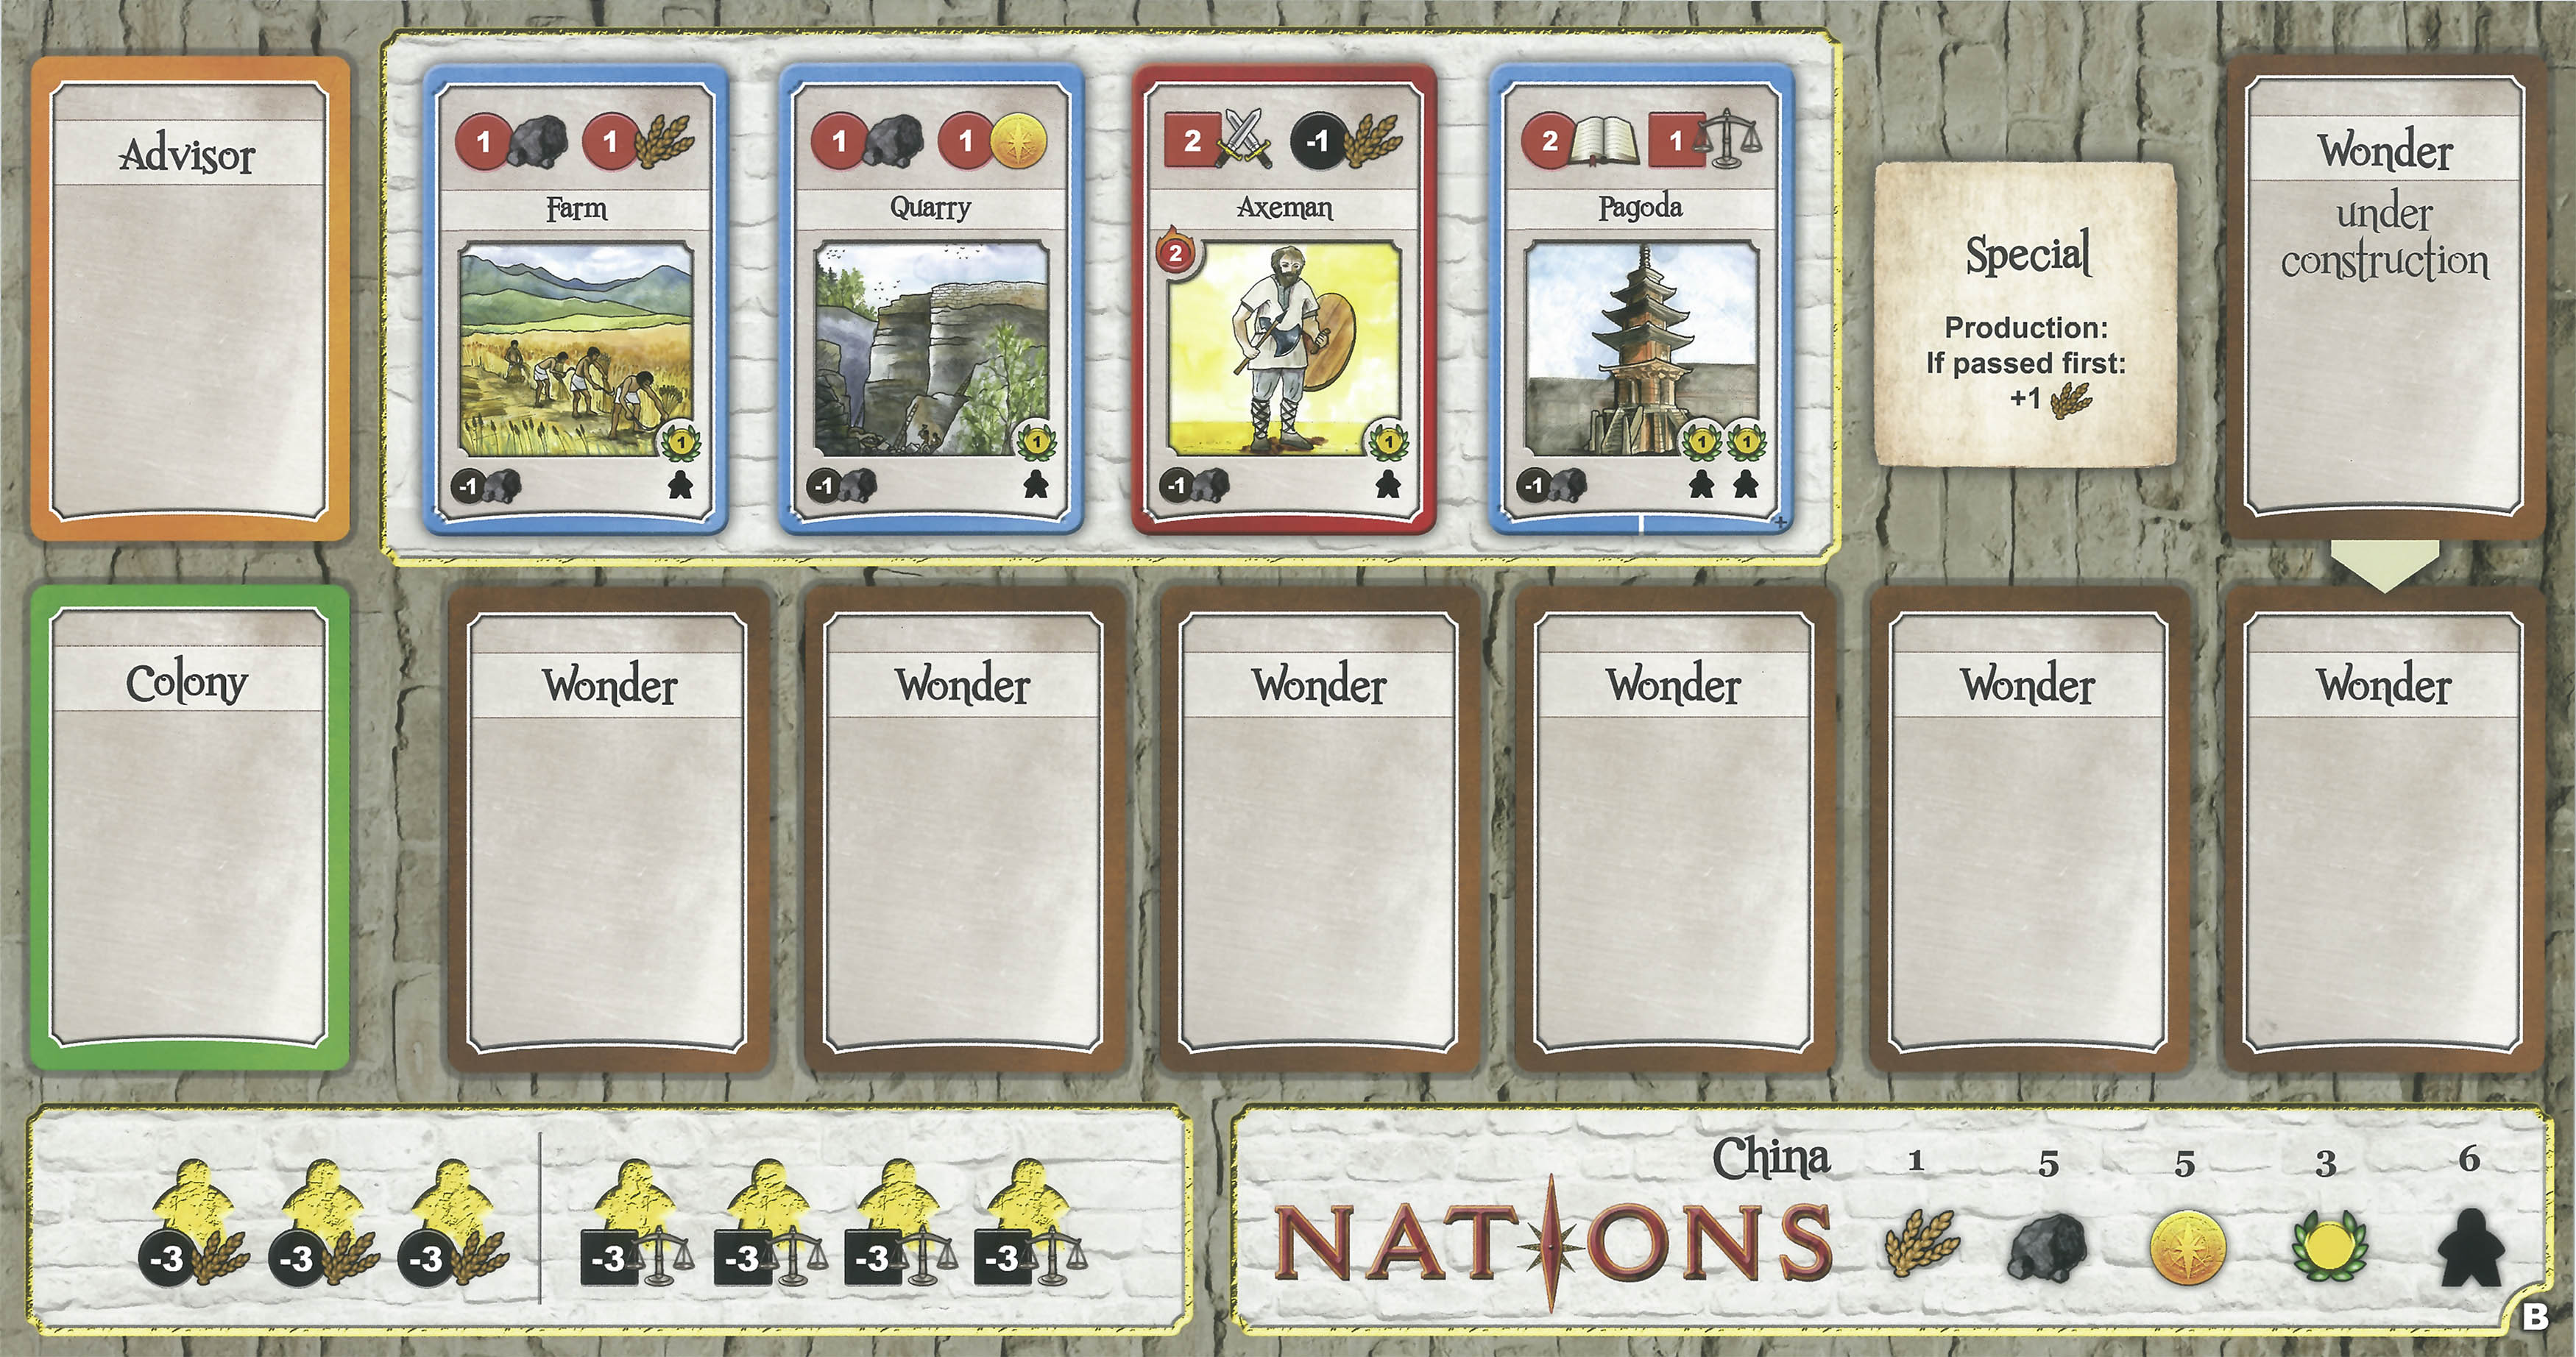 Advisor
1 1
Farm
1
-1
1 1
Quarry
1
-1
2 -1
Axeman
2
1
-1
2 1
Pagoda
1 1
-1
+
Special
Production:
If passed first:
+1
Wonder
under
construction
Colony
Wonder
Wonder
Wonder
Wonder
Wonder
Wonder
-3 -3 -3 -3 -3 -3 -3
China 1 5 5 3 6
NATIONS
B